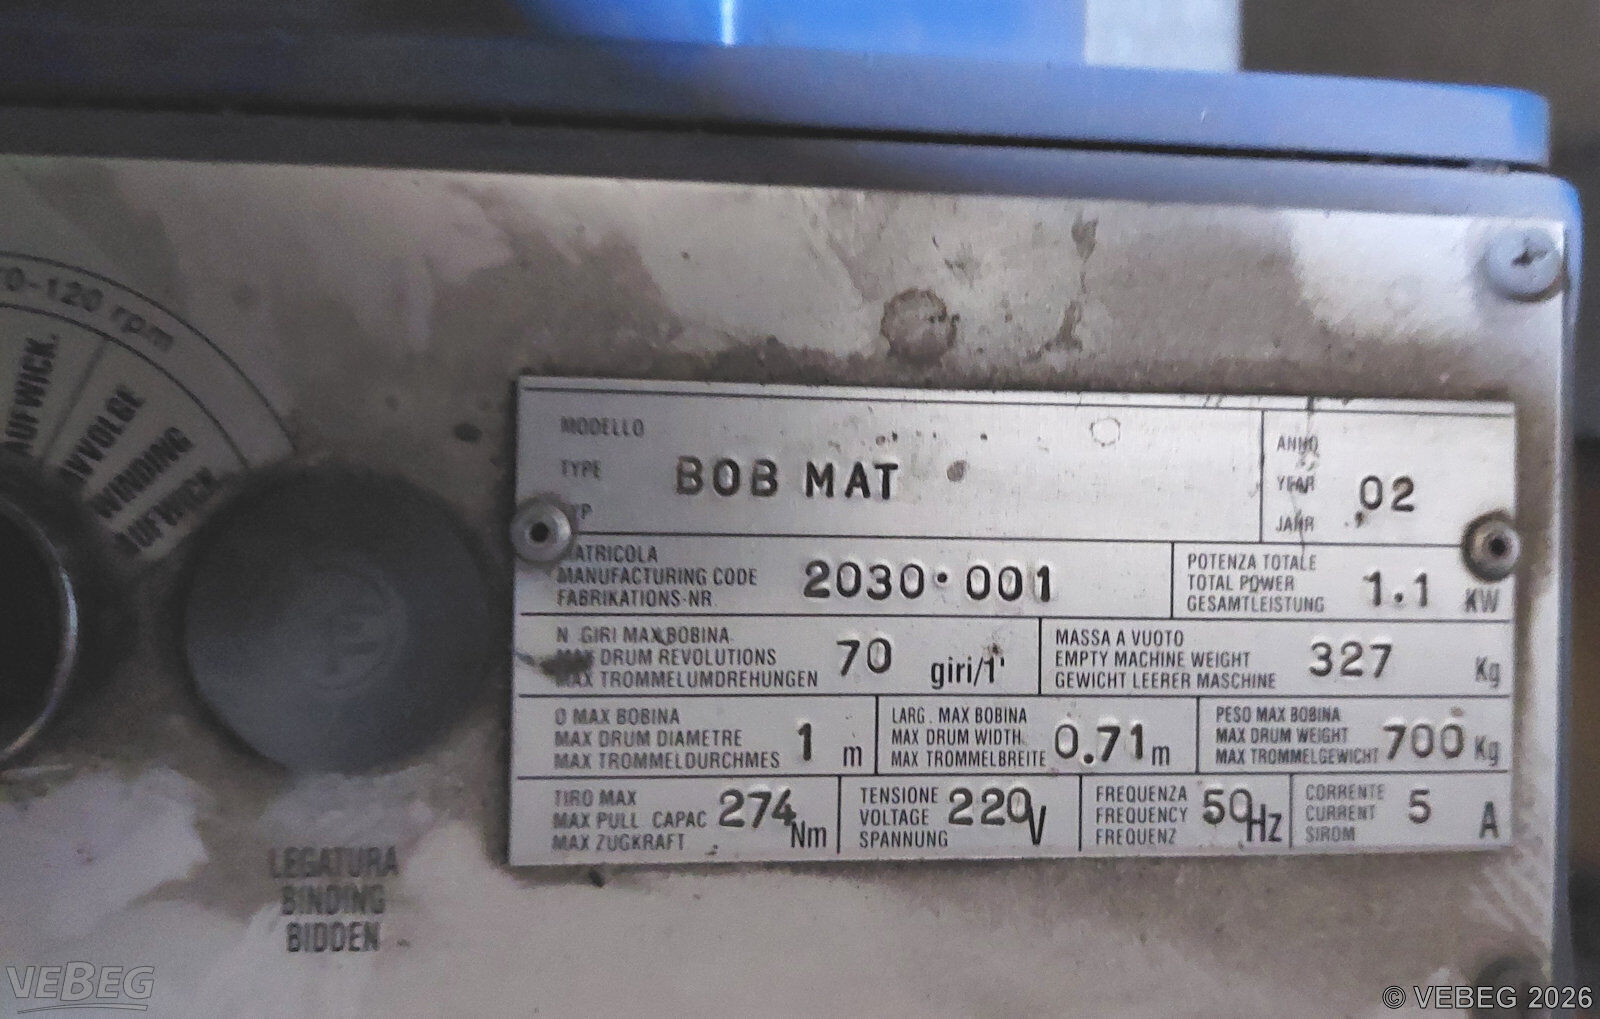 0-120 rpm
AUFWICK.
AVVOLGE
WINDING
AUFWICK.
MODELLO
TYPE
BOB MAT
ANNO
YEAR
JAHR
02
MATRICOLA
MANUFACTURING CODE
FABRIKATIONS-NR.
2030·001
POTENZA TOTALE
TOTAL POWER
GESAMTLEISTUNG
1.1 KW
N GIRI MAX BOBINA
MAX DRUM REVOLUTIONS
MAX TROMMELUMDREHUNGEN
70 giri/1'
MASSA A VUOTO
EMPTY MACHINE WEIGHT
GEWICHT LEERER MASCHINE
327 Kg
Ø MAX BOBINA
MAX DRUM DIAMETRE
MAX TROMMELDURCHMES
1 m
LARG. MAX BOBINA
MAX DRUM WIDTH
MAX TROMMELBREITE
0.71 m
PESO MAX BOBINA
MAX DRUM WEIGHT
MAX TROMMELGEWICHT
700 Kg
TIRO MAX
MAX PULL CAPAC
MAX ZUGKRAFT
274 Nm
TENSIONE
VOLTAGE
SPANNUNG
220 V
FREQUENZA
FREQUENCY
FREQUENZ
50 Hz
CORRENTE
CURRENT
SIROM
5 A
LEGATURA
BINDING
BIDDEN
VEBEG
© VEBEG 2026